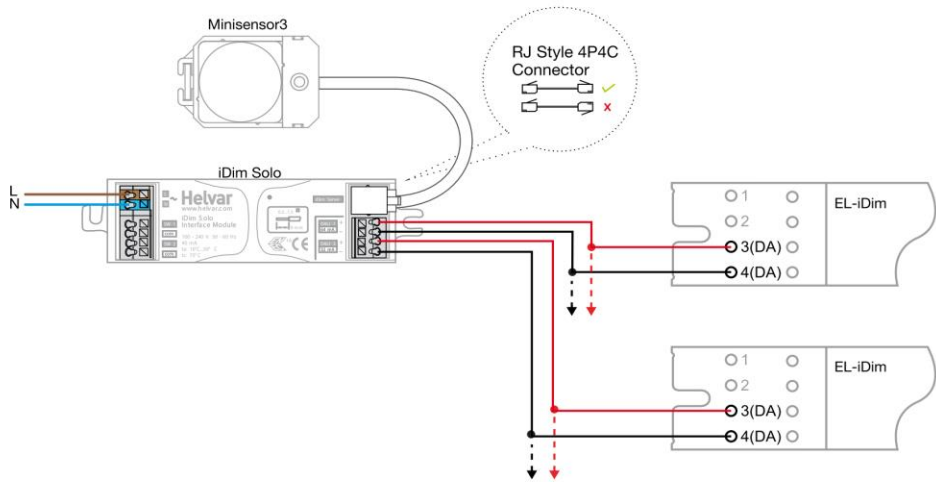 Minisensor3
RJ Style 4P4C
Connector
x
iDim Solo
L
N
~ Helvar
www.helvar.com
iDim Solo
Interface Module
EL-iDim
1
2
3(DA)
4(DA)
EL-iDim
1
2
3(DA)
4(DA)